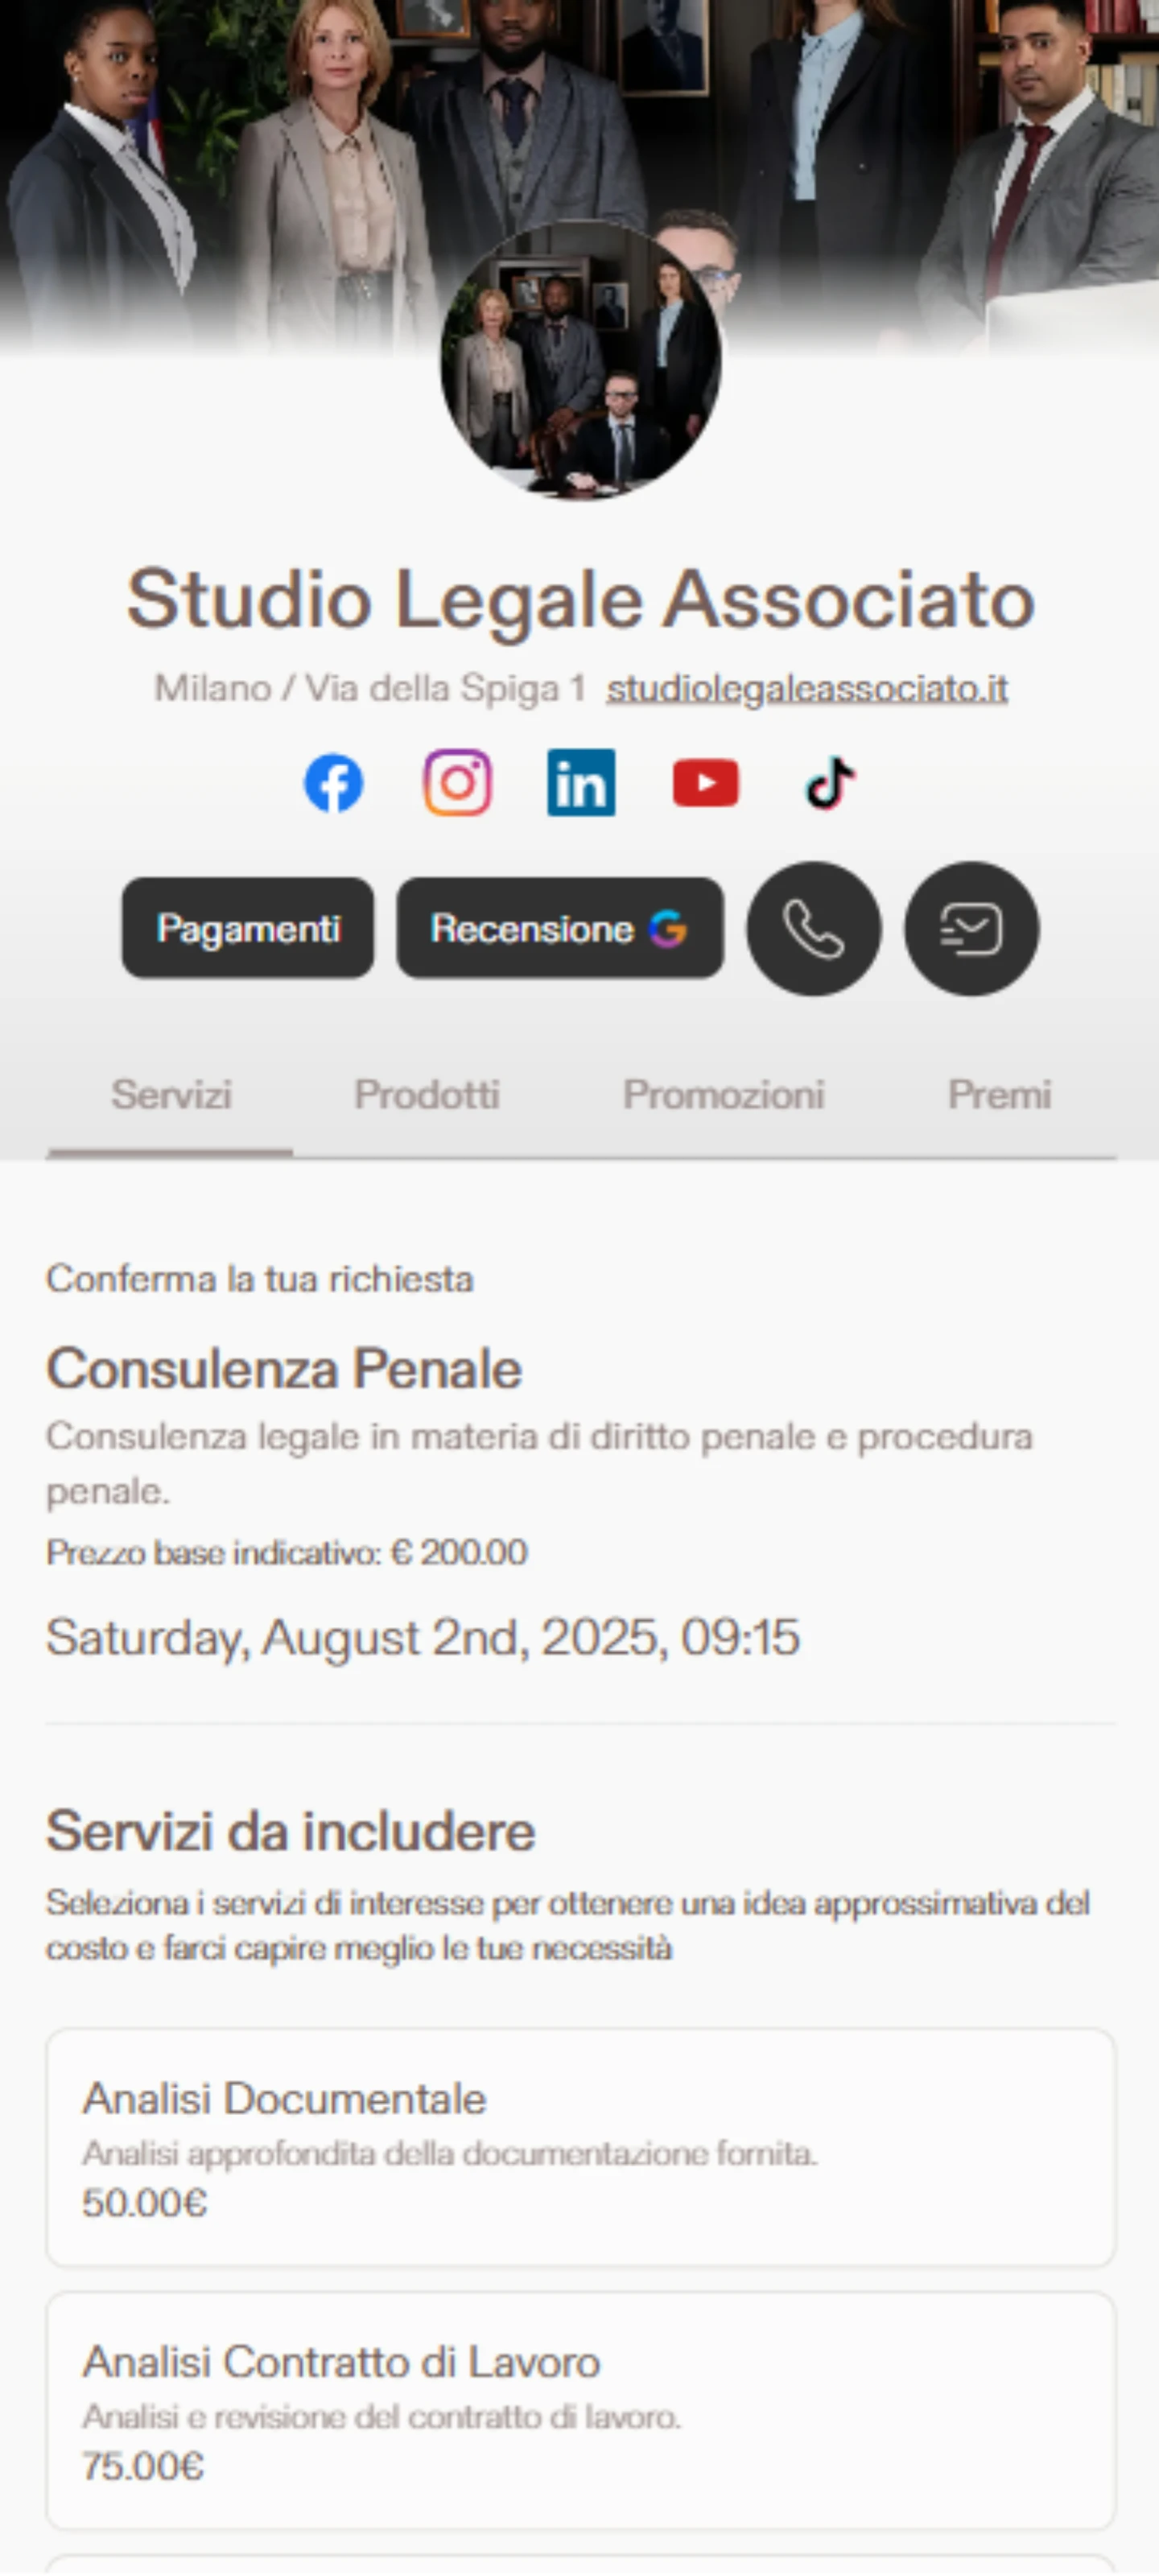 Studio Legale Associato
Milano / Via della Spiga 1 studiolegaleassociato.it
Pagamenti Recensione
Servizi Prodotti Promozioni Premi
Conferma la tua richiesta
Consulenza Penale
Consulenza legale in materia di diritto penale e procedura
penale.
Prezzo base indicativo: € 200.00
Saturday, August 2nd, 2025, 09:15
Servizi da includere
Seleziona i servizi di interesse per ottenere una idea approssimativa del
costo e farci capire meglio le tue necessità
Analisi Documentale
Analisi approfondita della documentazione fornita.
50.00€
Analisi Contratto di Lavoro
Analisi e revisione del contratto di lavoro.
75.00€